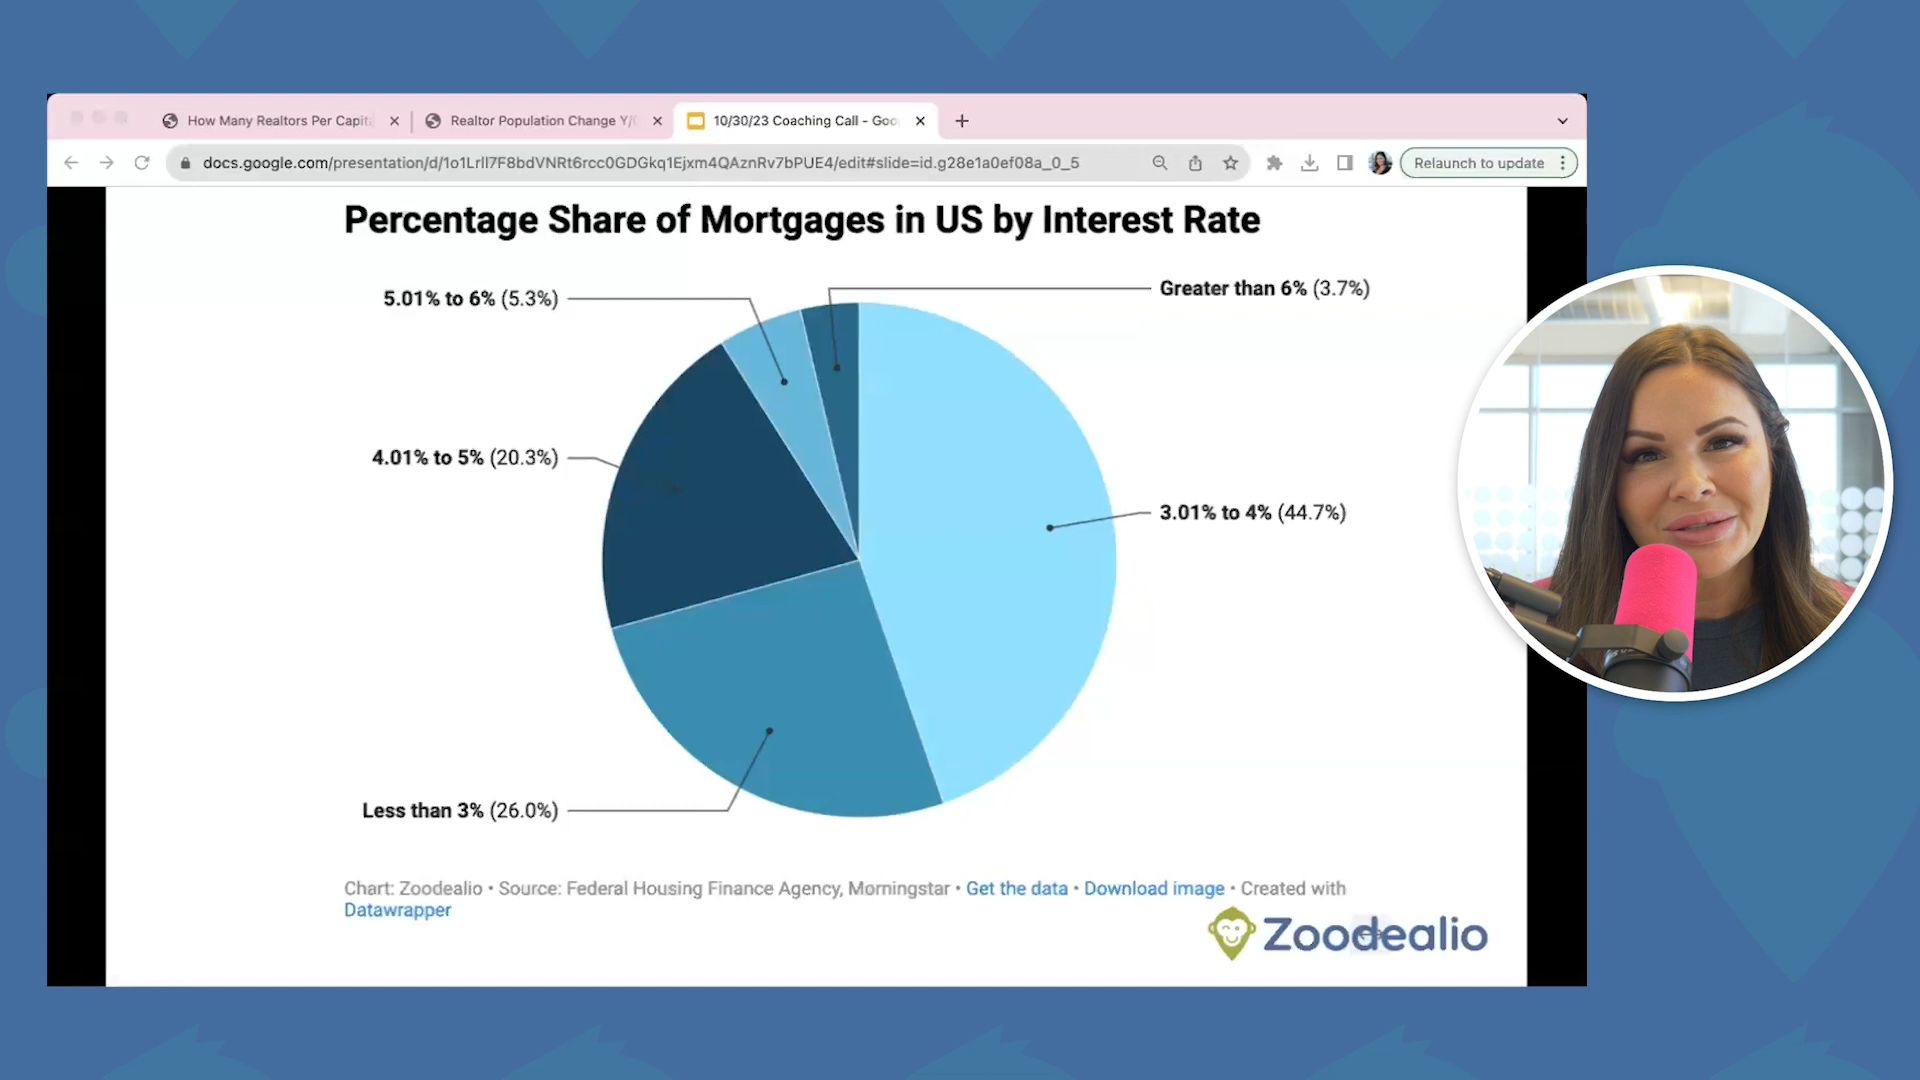 How Many Realtors Per Capit
Realtor Population Change Y/
10/30/23 Coaching Call - Goo
docs.google.com/presentation/d/1o1Lrll7F8bdVNRt6rcc0GDGkq1Ejxm4QAznRv7bPUE4/edit#slide=id.g28e1a0ef08a_0_5
Relaunch to update
Percentage Share of Mortgages in US by Interest Rate
5.01% to 6% (5.3%)
Greater than 6% (3.7%)
4.01% to 5% (20.3%)
3.01% to 4% (44.7%)
Less than 3% (26.0%)
Chart: Zoodealio • Source: Federal Housing Finance Agency, Morningstar • Get the data • Download image • Created with
Datawrapper
Zoodealio